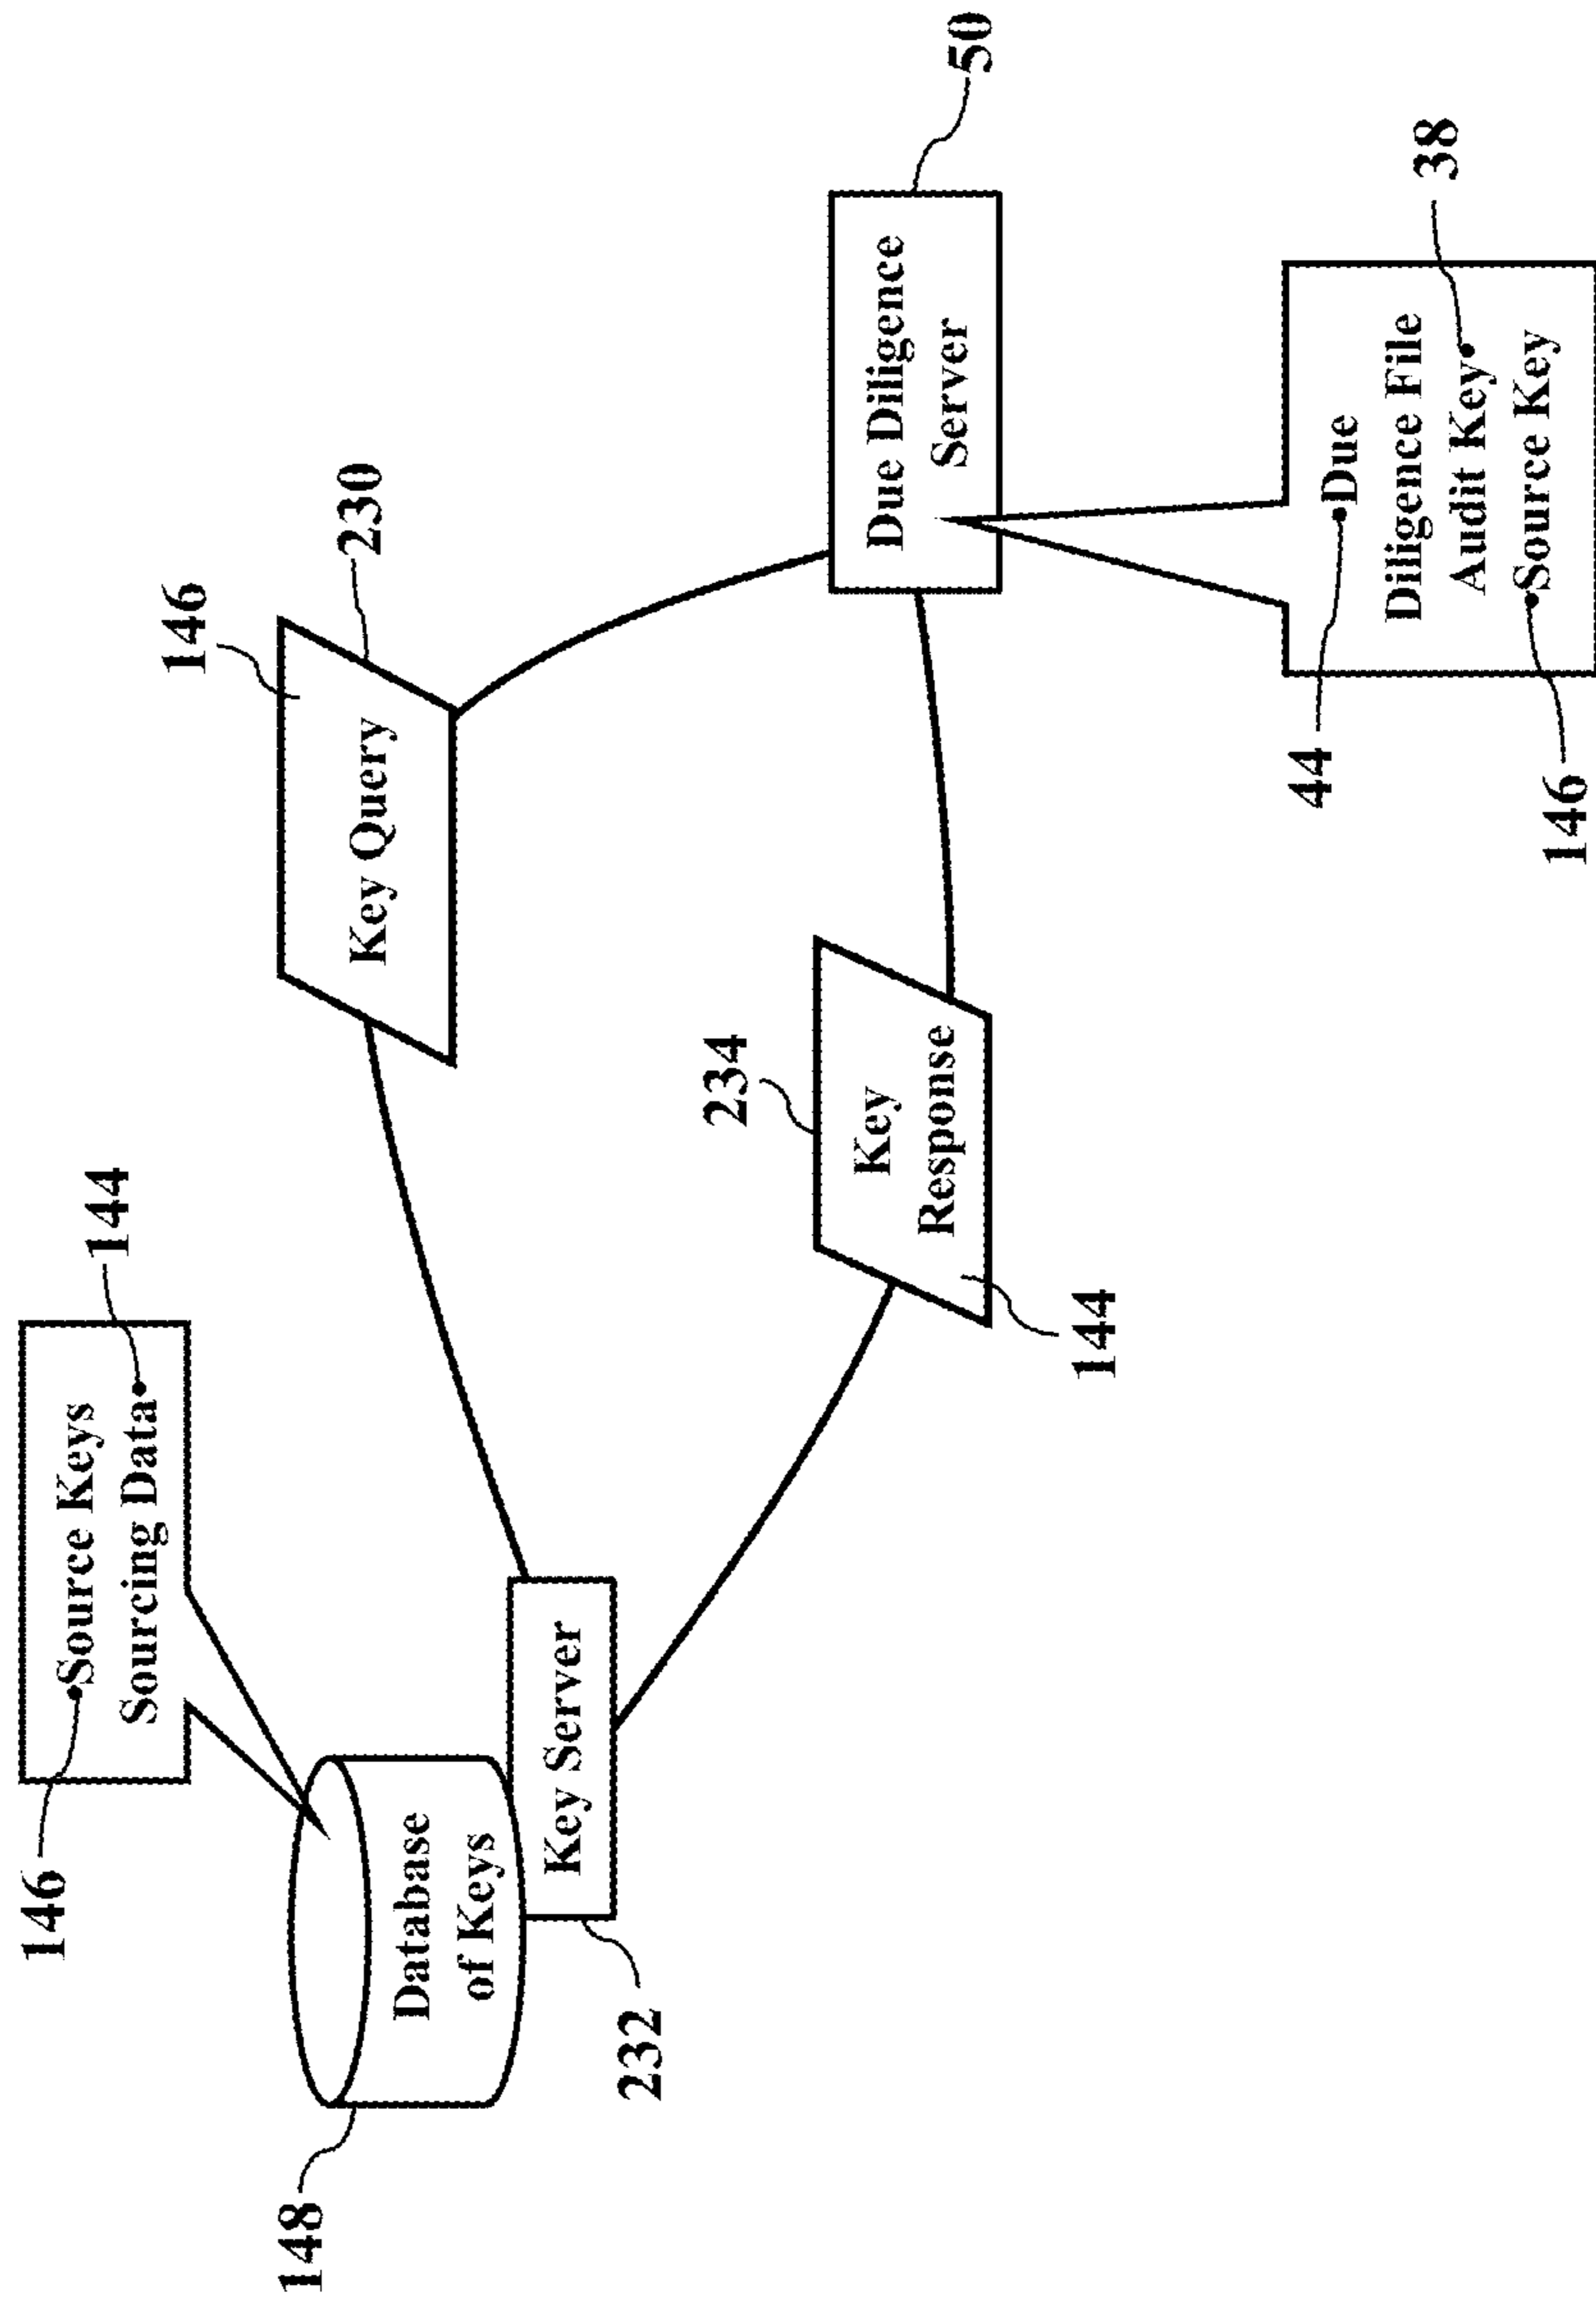 146
Source Keys
Sourcing Data
144
148
Database
of Keys
Key Server
232
146
Key Query
230
234
Key
Response
144
Due Diligence
Server
50
44
Due
Diligence File
Audit Key
38
Source Key
146